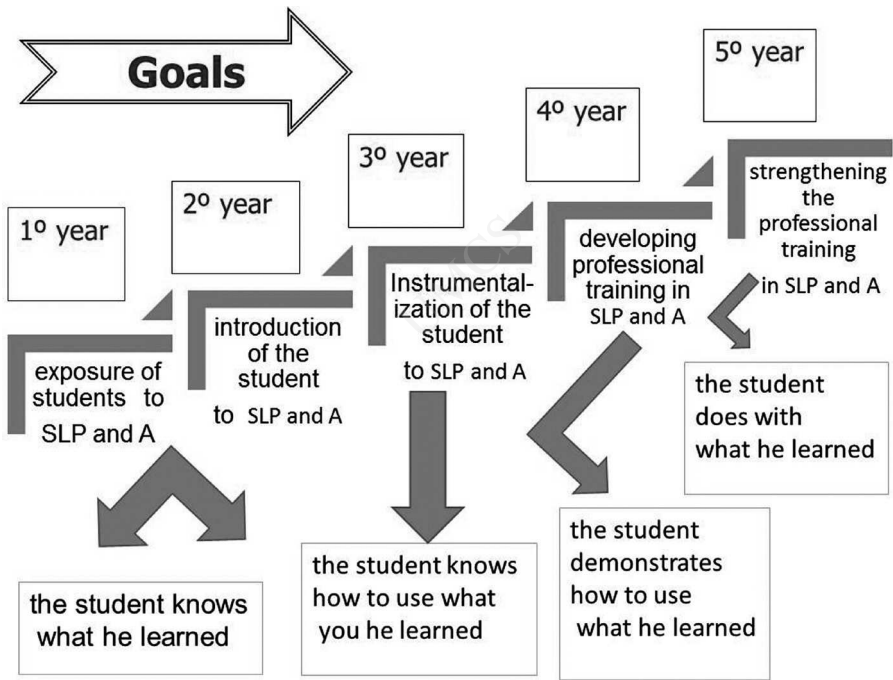 Goals
1º year
exposure of
students to
SLP and A
2º year
introduction
of the
student
to SLP and A
3º year
Instrumental-
ization of the
student
to SLP and A
4º year
developing
professional
training in
SLP and A
5º year
strengthening
the
professional
training
in SLP and A
the student knows
what he learned
the student knows
how to use what
you he learned
the student
demonstrates
how to use
what he learned
the student
does with
what he learned